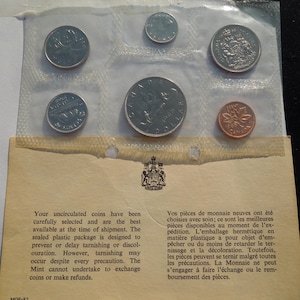 Your uncirculated coins have been
carefully selected and are the best
available at the time of shipment. The
sealed plastic package is designed to
prevent or delay tarnishing or discol-
ouration. However, tarnishing may
occur despite every precaution. The
Mint cannot undertake to exchange
coins or make refunds.
Vos pièces de monnaie neuves ont été
choisies avec soin; ce sont les meilleures
pièces disponibles au moment de l'ex-
pédition. L'emballage hermétique en
matière plastique a pour objet d'em-
pêcher ou du moins de retarder le ter-
nissage et la décoloration. Toutefois,
les pièces peuvent se ternir malgré toutes
les précautions. La Monnaie ne peut
s'engager à faire l'échange ou le rem-
boursement des pièces.